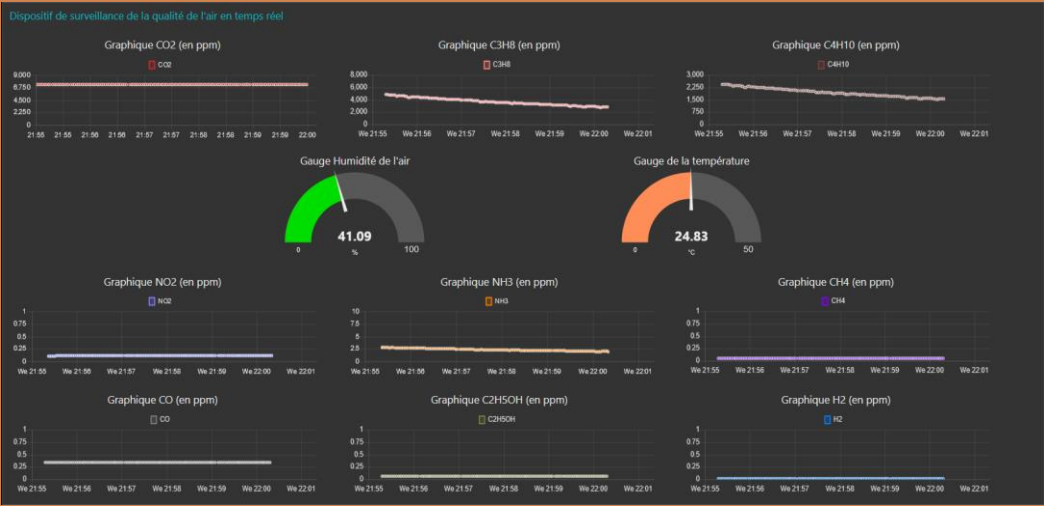 Dispositif de surveillance de la qualité de l'air en temps réel
Graphique CO2 (en ppm)
CO2
9,000
6,750
4,500
2,250
0
21:55 21:55 21:56 21:56 21:57 21:57 21:58 21:58 21:59 21:59 22:00
Graphique C3H8 (en ppm)
C3H8
8,000
6,000
4,000
2,000
0
We 21:55 We 21:56 We 21:57 We 21:58 We 21:59 We 22:00 We 22:01
Graphique C4H10 (en ppm)
C4H10
3,000
2,250
1,500
750
0
We 21:55 We 21:56 We 21:57 We 21:58 We 21:59 We 22:00 We 22:01
Gauge Humidité de l'air
41.09
%
0 100
Gauge de la température
24.83
°C
0 50
Graphique NO2 (en ppm)
NO2
1
0.75
0.5
0.25
0
We 21:55 We 21:56 We 21:57 We 21:58 We 21:59 We 22:00 We 22:01
Graphique NH3 (en ppm)
NH3
10
7.5
5
2.5
0
We 21:55 We 21:56 We 21:57 We 21:58 We 21:59 We 22:00 We 22:01
Graphique CH4 (en ppm)
CH4
1
0.75
0.5
0.25
0
We 21:55 We 21:56 We 21:57 We 21:58 We 21:59 We 22:00 We 22:01
Graphique CO (en ppm)
CO
1
0.75
0.5
0.25
0
We 21:55 We 21:56 We 21:57 We 21:58 We 21:59 We 22:00 We 22:01
Graphique C2H5OH (en ppm)
C2H5OH
1
0.75
0.5
0.25
0
We 21:55 We 21:56 We 21:57 We 21:58 We 21:59 We 22:00 We 22:01
Graphique H2 (en ppm)
H2
1
0.75
0.5
0.25
0
We 21:55 We 21:56 We 21:57 We 21:58 We 21:59 We 22:00 We 22:01